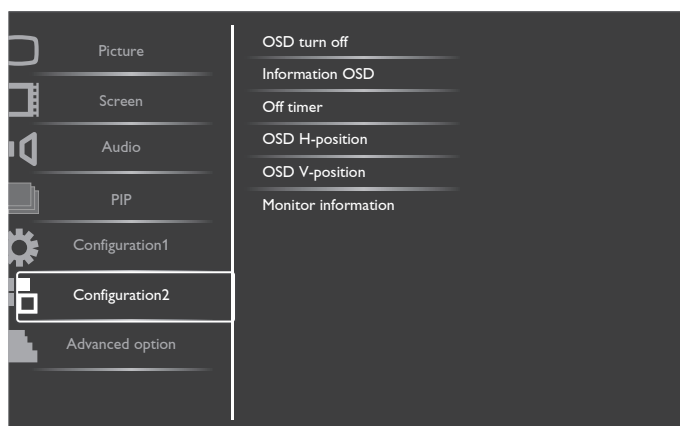 Picture
Screen
Audio
PIP
Configuration1
Configuration2
Advanced option
OSD turn off
Information OSD
Off timer
OSD H-position
OSD V-position
Monitor information